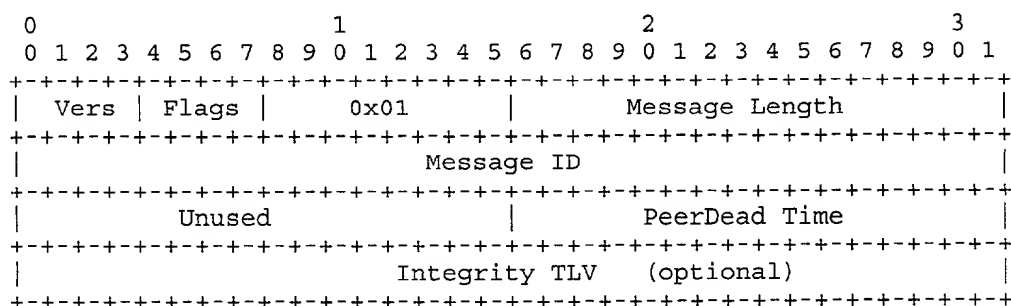 0 1 2 3
0 1 2 3 4 5 6 7 8 9 0 1 2 3 4 5 6 7 8 9 0 1 2 3 4 5 6 7 8 9 0 1
+-+-+-+-+-+-+-+-+-+-+-+-+-+-+-+-+-+-+-+-+-+-+-+-+-+-+-+-+-+-+-+-+
| Vers | Flags | 0x01 | Message Length |
+-+-+-+-+-+-+-+-+-+-+-+-+-+-+-+-+-+-+-+-+-+-+-+-+-+-+-+-+-+-+-+-+
| Message ID |
+-+-+-+-+-+-+-+-+-+-+-+-+-+-+-+-+-+-+-+-+-+-+-+-+-+-+-+-+-+-+-+-+
| Unused | PeerDead Time |
+-+-+-+-+-+-+-+-+-+-+-+-+-+-+-+-+-+-+-+-+-+-+-+-+-+-+-+-+-+-+-+-+
| Integrity TLV (optional) |
+-+-+-+-+-+-+-+-+-+-+-+-+-+-+-+-+-+-+-+-+-+-+-+-+-+-+-+-+-+-+-+-+